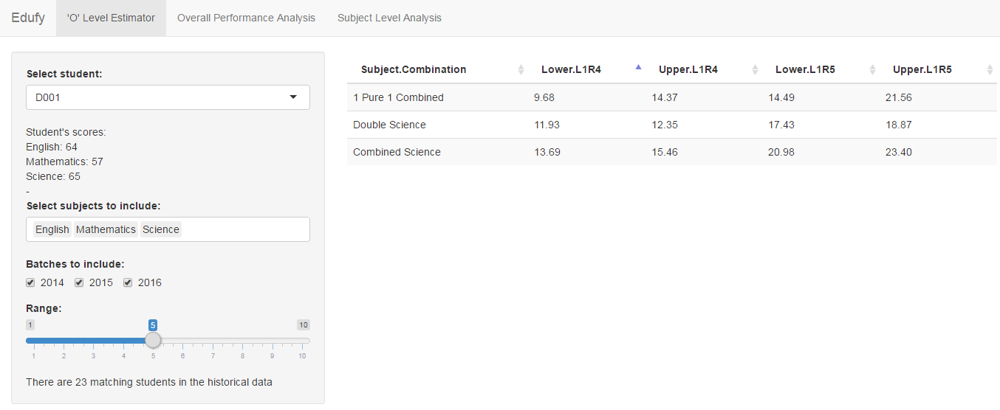 Edufy 'O' Level Estimator Overall Performance Analysis Subject Level Analysis
Select student:
D001
Student's scores:
English: 64
Mathematics: 57
Science: 65
-
Select subjects to include:
English Mathematics Science
Batches to include:
2014 2015 2016
Range:
1 5 10
1 2 3 4 5 6 7 8 9 10
There are 23 matching students in the historical data
Subject.Combination Lower.L1R4 Upper.L1R4 Lower.L1R5 Upper.L1R5
1 Pure 1 Combined 9.68 14.37 14.49 21.56
Double Science 11.93 12.35 17.43 18.87
Combined Science 13.69 15.46 20.98 23.40